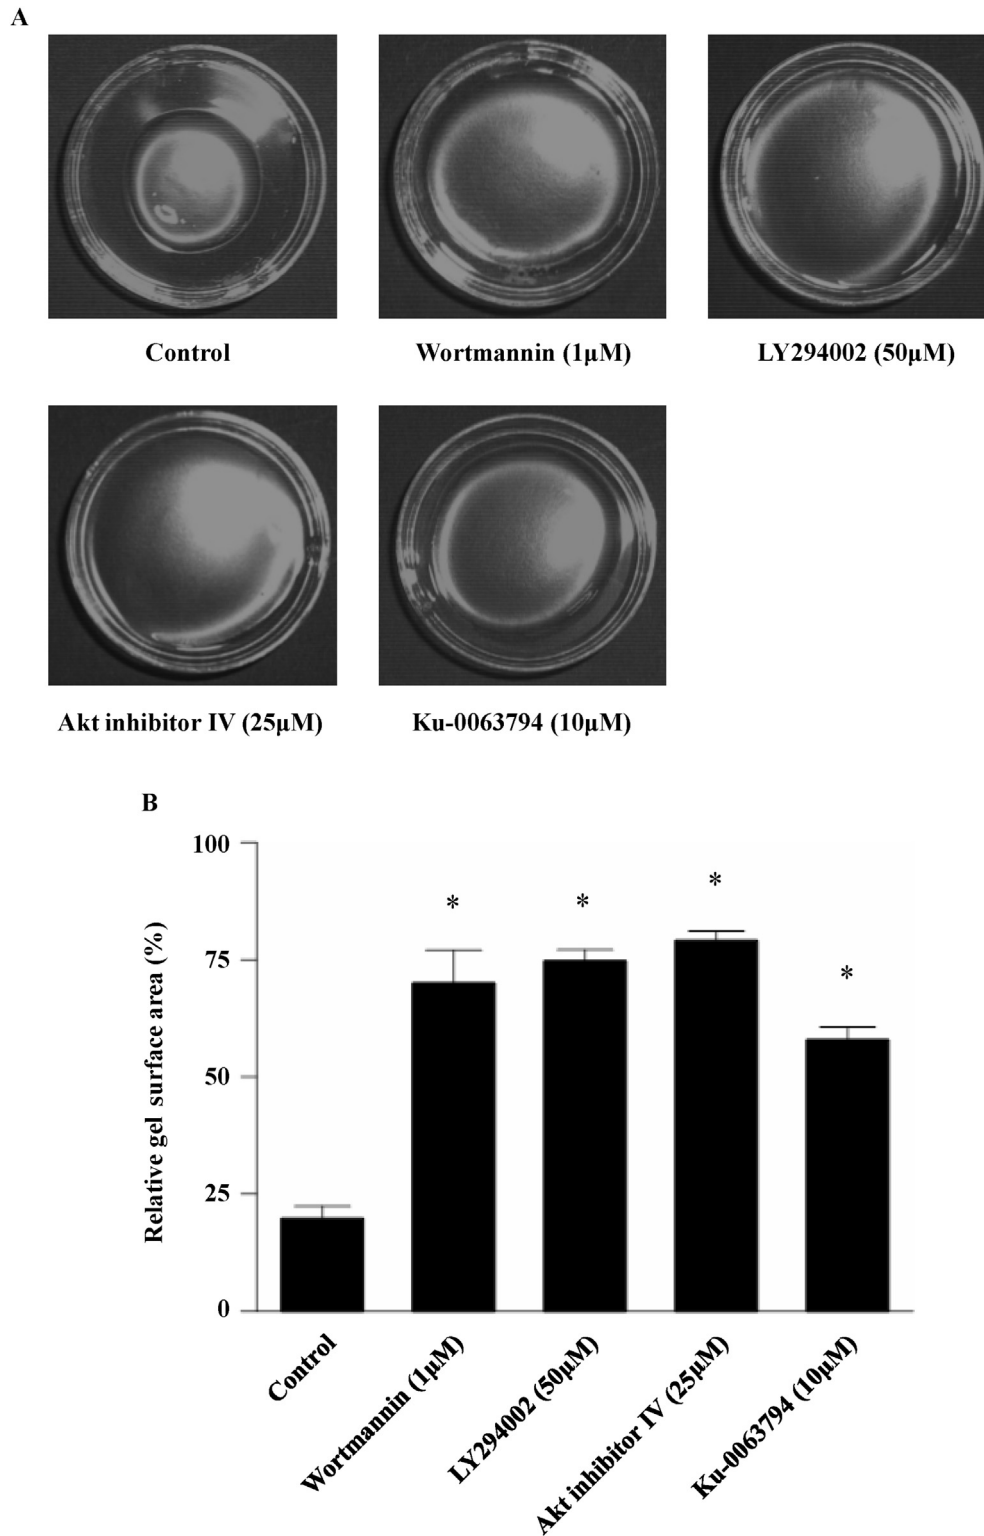 A
Control
Wortmannin (1μM)
LY294002 (50μM)
Akt inhibitor IV (25μM)
Ku-0063794 (10μM)
B
Relative gel surface area (%)
100
75
50
25
0
*
*
*
*
Control
Wortmannin (1μM)
LY294002 (50μM)
Akt inhibitor IV (25μM)
Ku-0063794 (10μM)